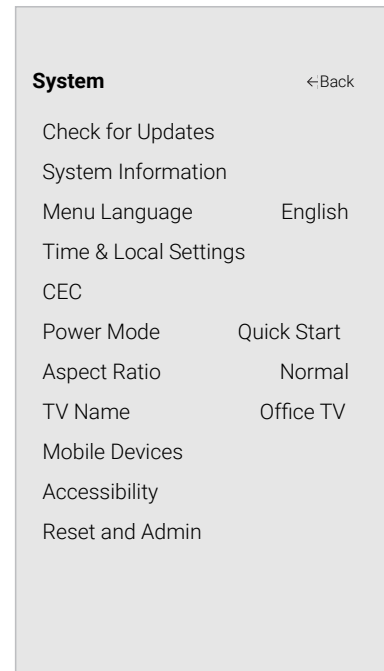 System ←Back
Check for Updates
System Information
Menu Language English
Time & Local Settings
CEC
Power Mode Quick Start
Aspect Ratio Normal
TV Name Office TV
Mobile Devices
Accessibility
Reset and Admin